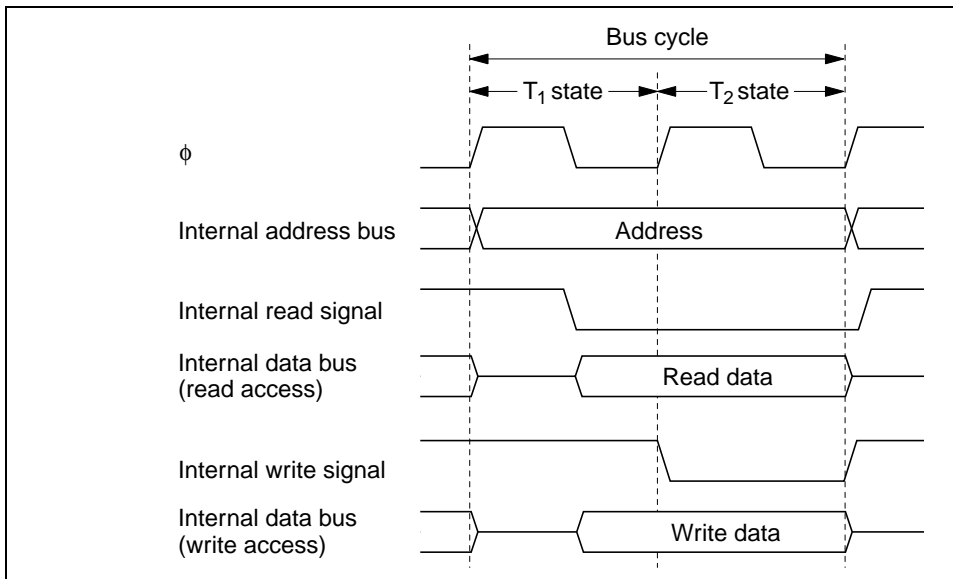 Bus cycle
T₁ state
T₂ state
ϕ
Internal address bus
Address
Internal read signal
Internal data bus
(read access)
Read data
Internal write signal
Internal data bus
(write access)
Write data